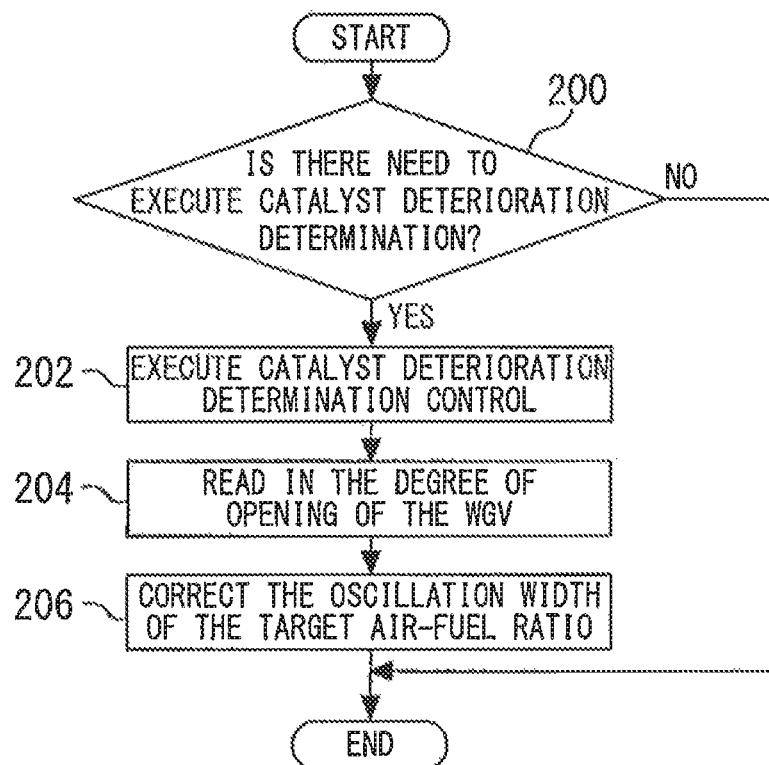 START
200
IS THERE NEED TO
EXECUTE CATALYST DETERIORATION
DETERMINATION?
NO
YES
202
EXECUTE CATALYST DETERIORATION
DETERMINATION CONTROL
204
READ IN THE DEGREE OF
OPENING OF THE WGV
206
CORRECT THE OSCILLATION WIDTH
OF THE TARGET AIR-FUEL RATIO
END